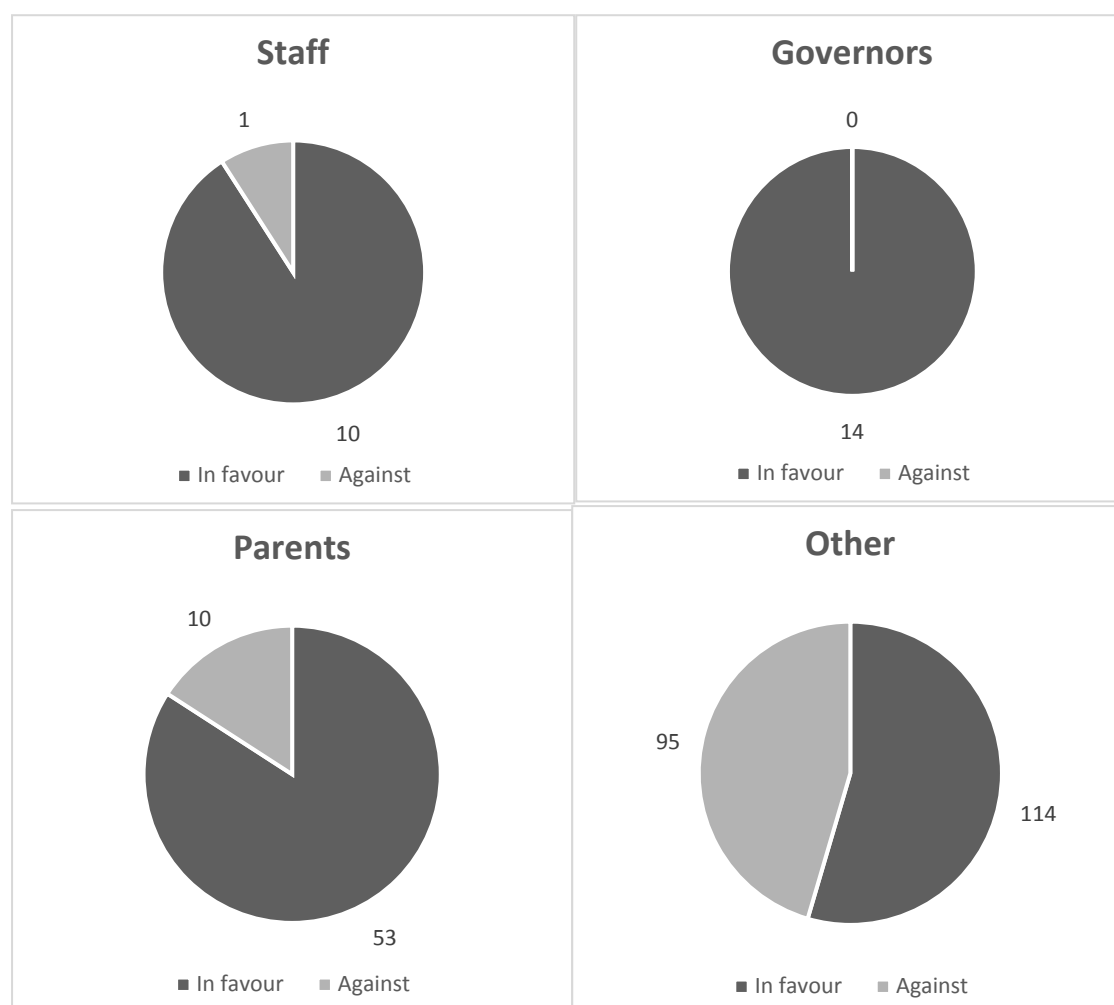 Staff
1
10
In favour Against
Governors
0
14
In favour Against
Parents
10
53
In favour Against
Other
95
114
In favour Against